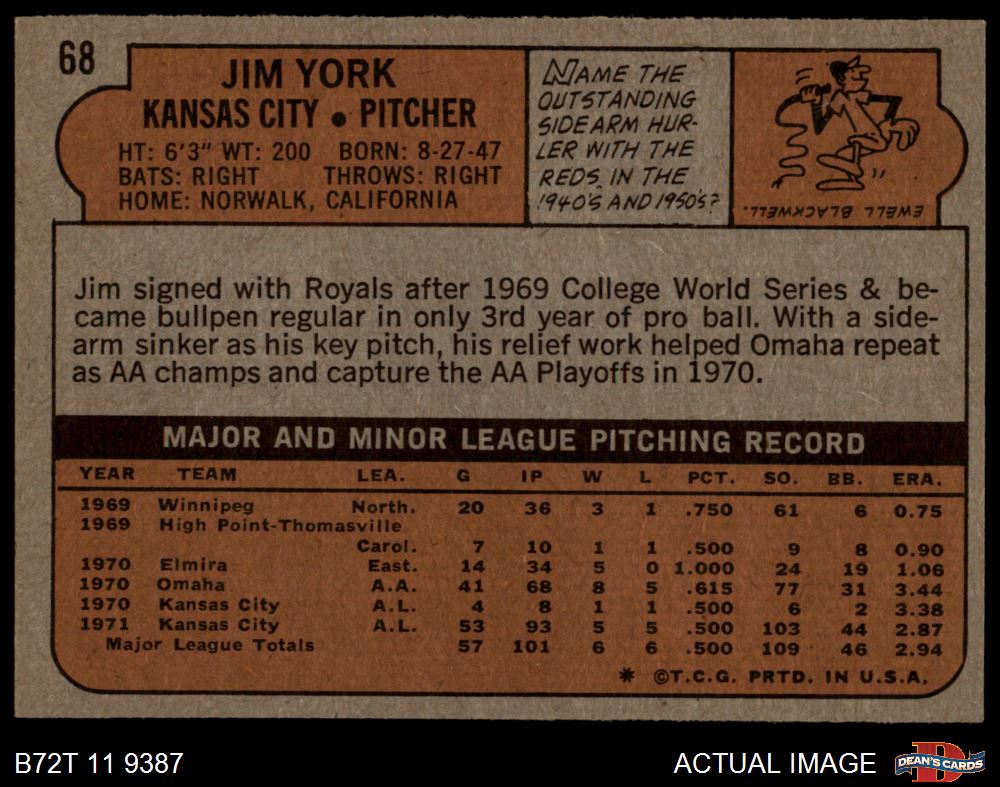 68
JIM YORK
KANSAS CITY • PITCHER
HT: 6'3" WT: 200 BORN: 8-27-47
BATS: RIGHT THROWS: RIGHT
HOME: NORWALK, CALIFORNIA
NAME THE
OUTSTANDING
SIDEARM HUR-
LER WITH THE
REDS IN THE
1940'S AND 1950'S?
EWELL BLACKWELL.
Jim signed with Royals after 1969 College World Series & be-
came bullpen regular in only 3rd year of pro ball. With a side-
arm sinker as his key pitch, his relief work helped Omaha repeat
as AA champs and capture the AA Playoffs in 1970.
MAJOR AND MINOR LEAGUE PITCHING RECORD
YEAR TEAM LEA. G IP W L PCT. SO. BB. ERA.
1969 Winnipeg North. 20 36 3 1 .750 61 6 0.75
1969 High Point-Thomasville
Carol. 7 10 1 1 .500 9 8 0.90
1970 Elmira East. 14 34 5 0 1.000 24 19 1.06
1970 Omaha A.A. 41 68 8 5 .615 77 31 3.44
1970 Kansas City A.L. 4 8 1 1 .500 6 2 3.38
1971 Kansas City A.L. 53 93 5 5 .500 103 44 2.87
Major League Totals 57 101 6 6 .500 109 46 2.94
* ©T.C.G. PRTD. IN U.S.A.
B72T 11 9387
ACTUAL IMAGE
DEAN'S CARDS